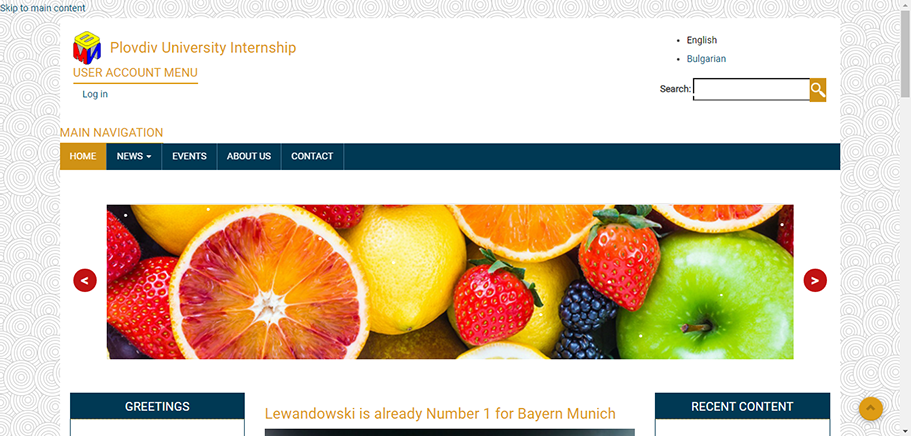 Skip to main content
Plovdiv University Internship
USER ACCOUNT MENU
Log in
English
Bulgarian
Search:
MAIN NAVIGATION
HOME NEWS EVENTS ABOUT US CONTACT
< >
GREETINGS
Lewandowski is already Number 1 for Bayern Munich
RECENT CONTENT